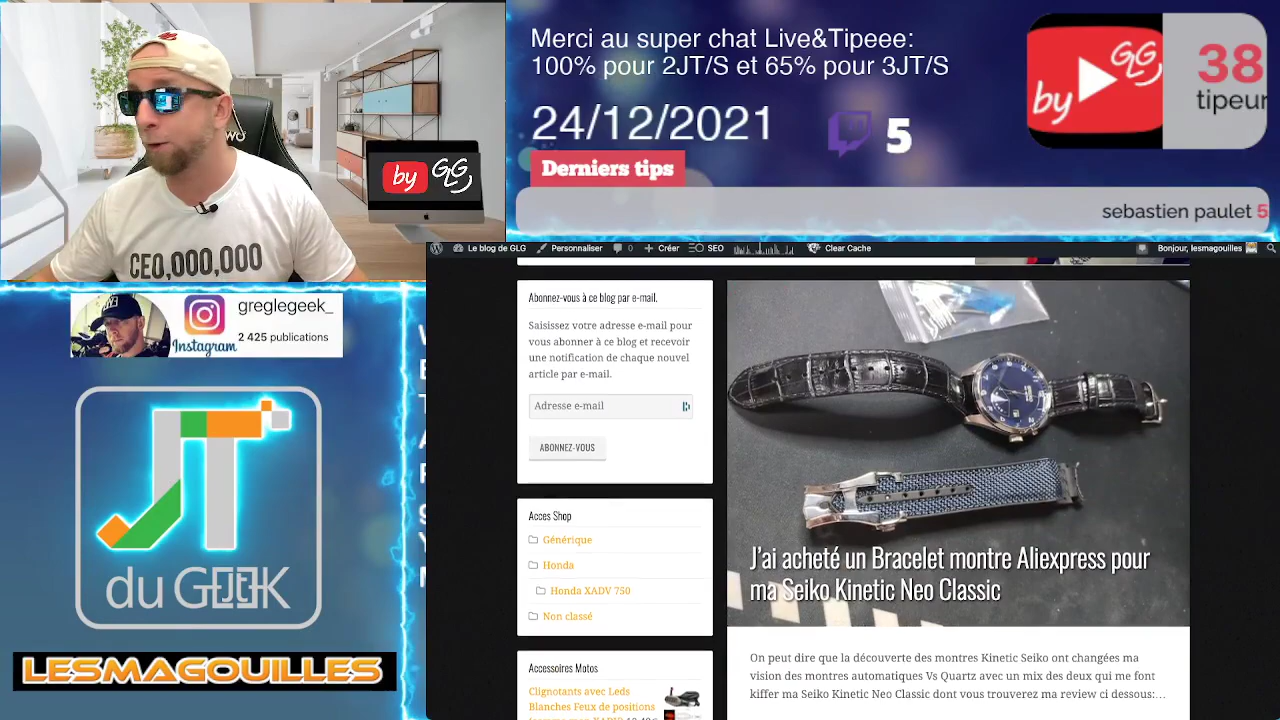 Merci au super chat Live&Tipeee:
100% pour 2JT/S et 65% pour 3JT/S
24/12/2021
5
Derniers tips
sebastien paulet 5
by GLG
38
tipeur
by GLG
CEO,000,000
greglegeek_
2 425 publications
Instagram
JT
du GEEK
LESMAGOUILLES
Le blog de GLG
Personnaliser
0
Créer
SEO
Clear Cache
Bonjour, lesmagouilles
Abonnez-vous à ce blog par e-mail.
Saisissez votre adresse e-mail pour
vous abonner à ce blog et recevoir
une notification de chaque nouvel
article par e-mail.
Adresse e-mail
ABONNEZ-VOUS
Acces Shop
Générique
Honda
Honda XADV 750
Non classé
Accessoires Motos
Clignotants avec Leds
Blanches Feux de positions
J'ai acheté un Bracelet montre Aliexpress pour
ma Seiko Kinetic Neo Classic
On peut dire que la découverte des montres Kinetic Seiko ont changées ma
vision des montres automatiques Vs Quartz avec un mix des deux qui me font
kiffer ma Seiko Kinetic Neo Classic dont vous trouverez ma review ci dessous:…